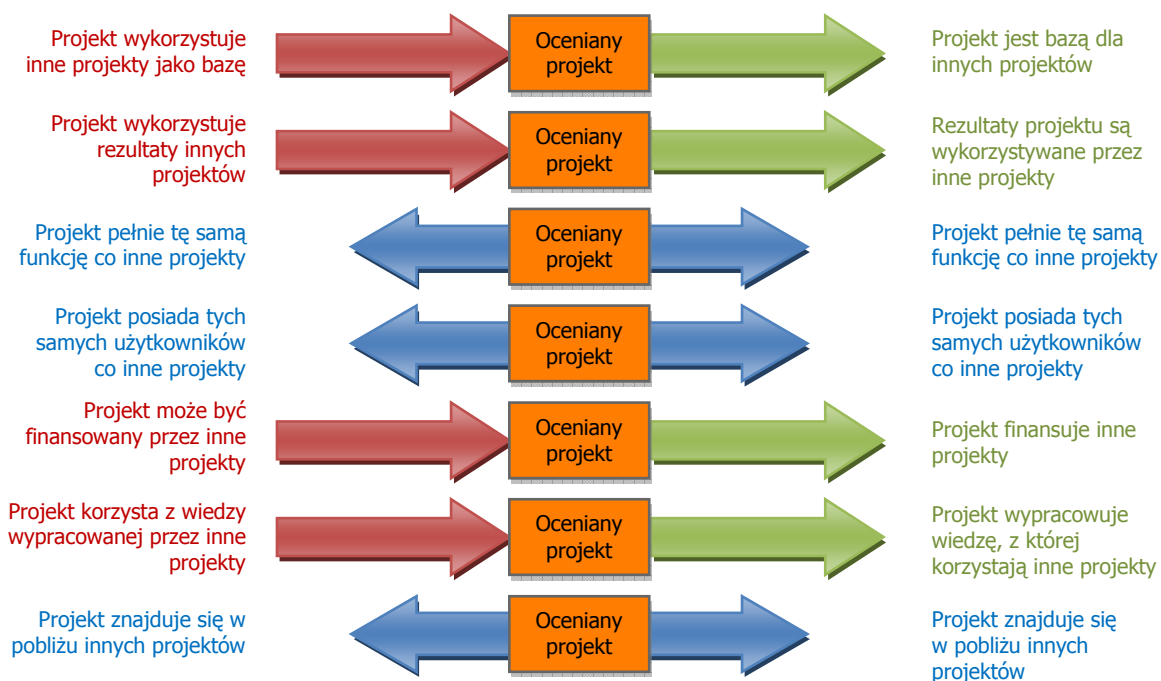 Projekt wykorzystuje
inne projekty jako bazę
Oceniany
projekt
Projekt jest bazą dla
innych projektów
Projekt wykorzystuje
rezultaty innych
projektów
Oceniany
projekt
Rezultaty projektu są
wykorzystywane przez
inne projekty
Projekt pełnie tę samą
funkcję co inne projekty
Oceniany
projekt
Projekt pełnie tę samą
funkcję co inne projekty
Projekt posiada tych
samych użytkowników
co inne projekty
Oceniany
projekt
Projekt posiada tych
samych użytkowników
co inne projekty
Projekt może być
finansowany przez inne
projekty
Oceniany
projekt
Projekt finansuje inne
projekty
Projekt korzysta z wiedzy
wypracowanej przez inne
projekty
Oceniany
projekt
Projekt wypracowuje
wiedzę, z której
korzystają inne projekty
Projekt znajduje się w
pobliżu innych projektów
Oceniany
projekt
Projekt znajduje się
w pobliżu innych
projektów